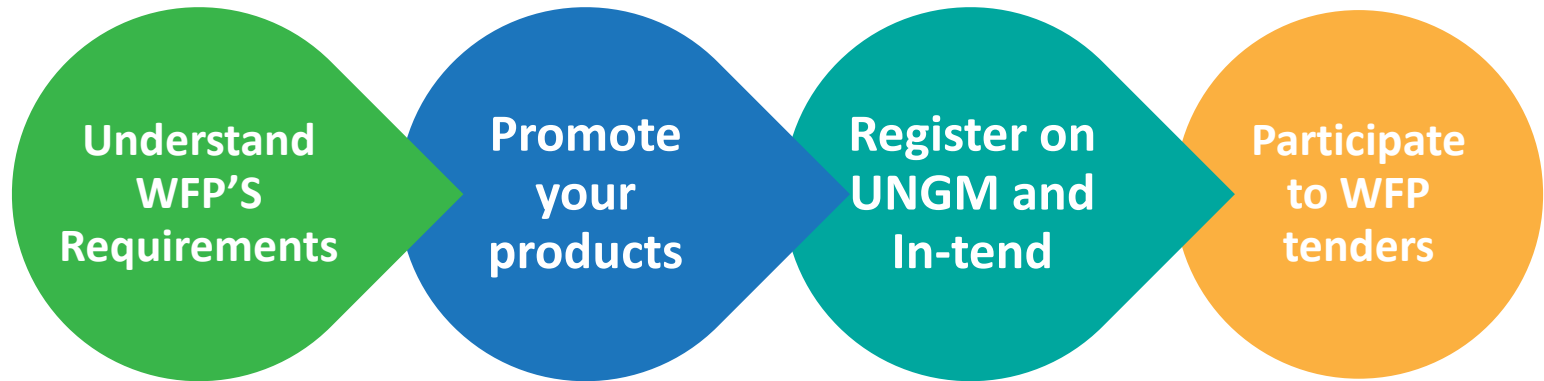 Understand
WFP’S
Requirements
Promote
your
products
Register on
UNGM and
In-tend
Participate
to WFP
tenders